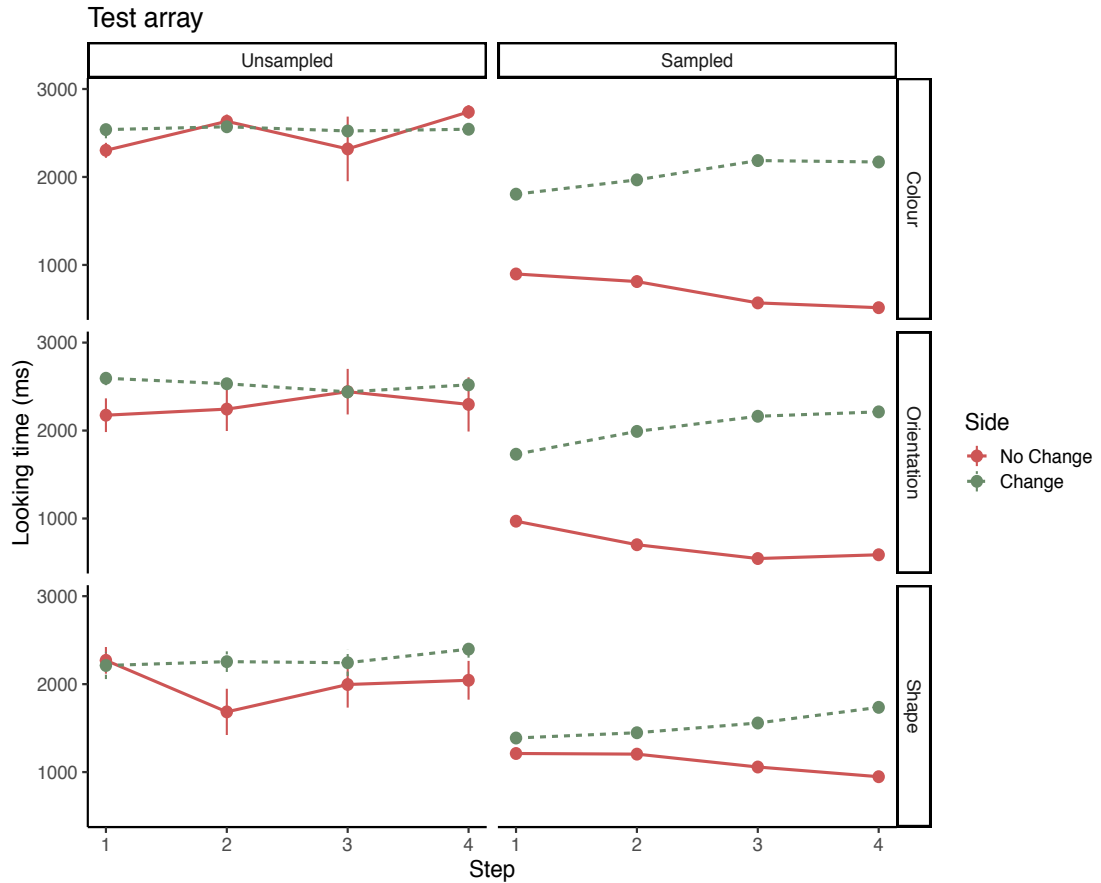 Test array
Unsampled
Sampled
3000
2000
1000
Colour
3000
2000
1000
Orientation
3000
2000
1000
Shape
Looking time (ms)
1 2 3 4
1 2 3 4
Step
Side
No Change
Change